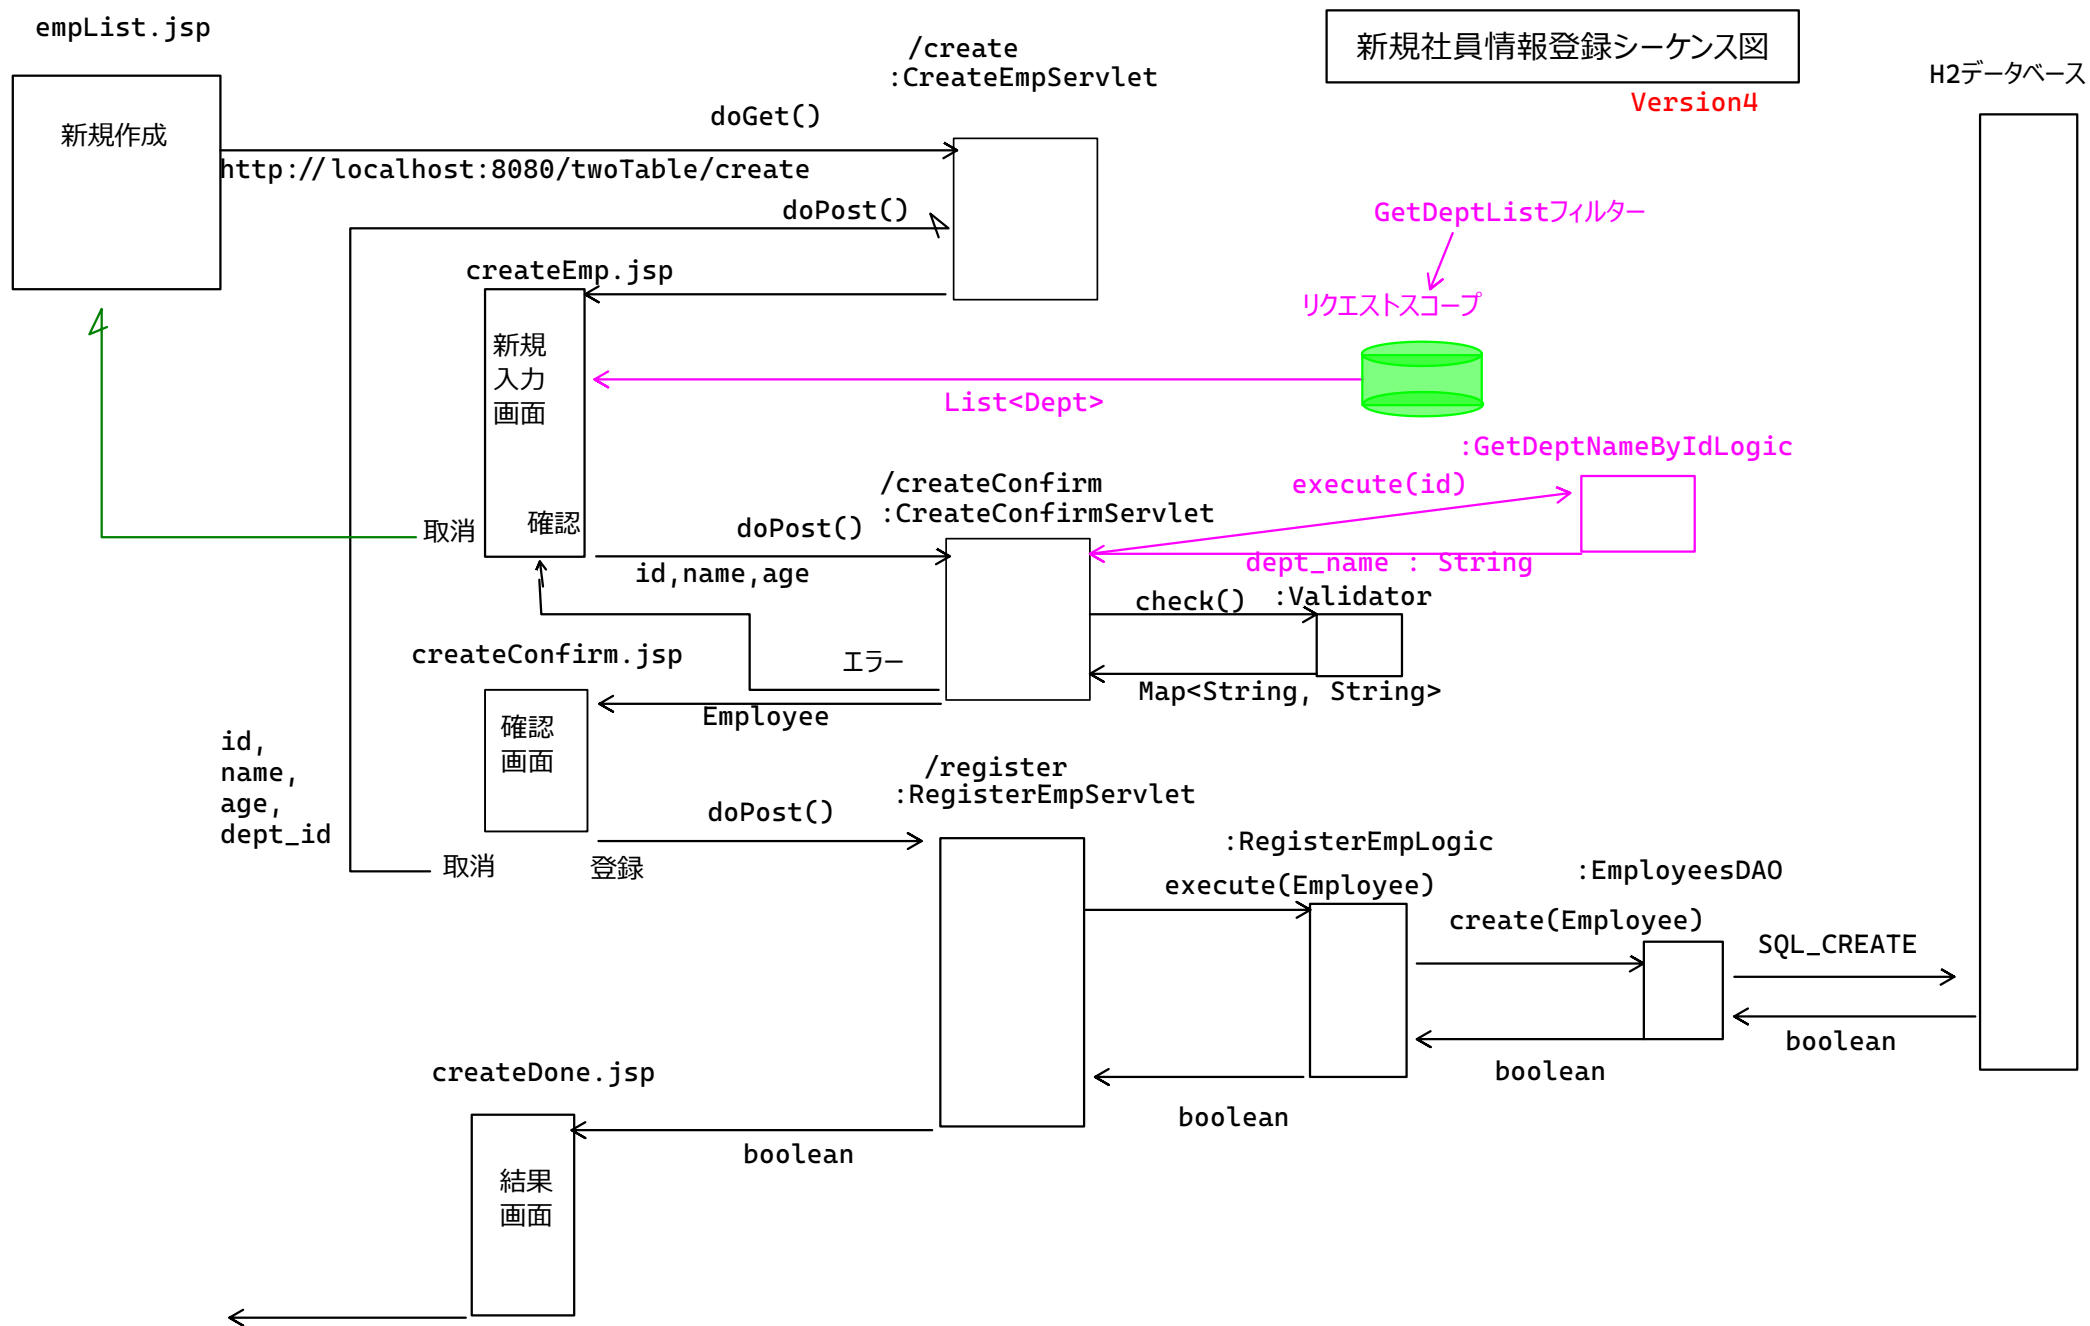 empList.jsp
新規作成
/create
:CreateEmpServlet
新規社員情報登録シーケンス図
Version4
H2データベース
doGet()
http://localhost:8080/twoTable/create
doPost()
GetDeptListフィルター
リクエストスコープ
createEmp.jsp
新規
入力
画面
List<Dept>
:GetDeptNameByIdLogic
execute(id)
dept_name : String
/createConfirm
:CreateConfirmServlet
取消
確認
doPost()
id,name,age
check()
:Validator
Map<String, String>
エラー
createConfirm.jsp
Employee
確認
画面
id,
name,
age,
dept_id
/register
:RegisterEmpServlet
doPost()
取消
登録
:RegisterEmpLogic
execute(Employee)
:EmployeesDAO
create(Employee)
SQL_CREATE
boolean
boolean
boolean
boolean
createDone.jsp
結果
画面